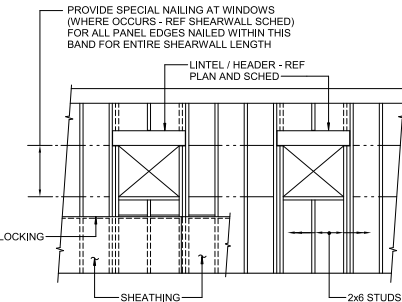 PROVIDE SPECIAL NAILING AT WINDOWS
(WHERE OCCURS - REF SHEARWALL SCHED)
FOR ALL PANEL EDGES NAILED WITHIN THIS
BAND FOR ENTIRE SHEARWALL LENGTH
LINTEL / HEADER - REF
PLAN AND SCHED
LOCKING
SHEATHING
2x6 STUDS